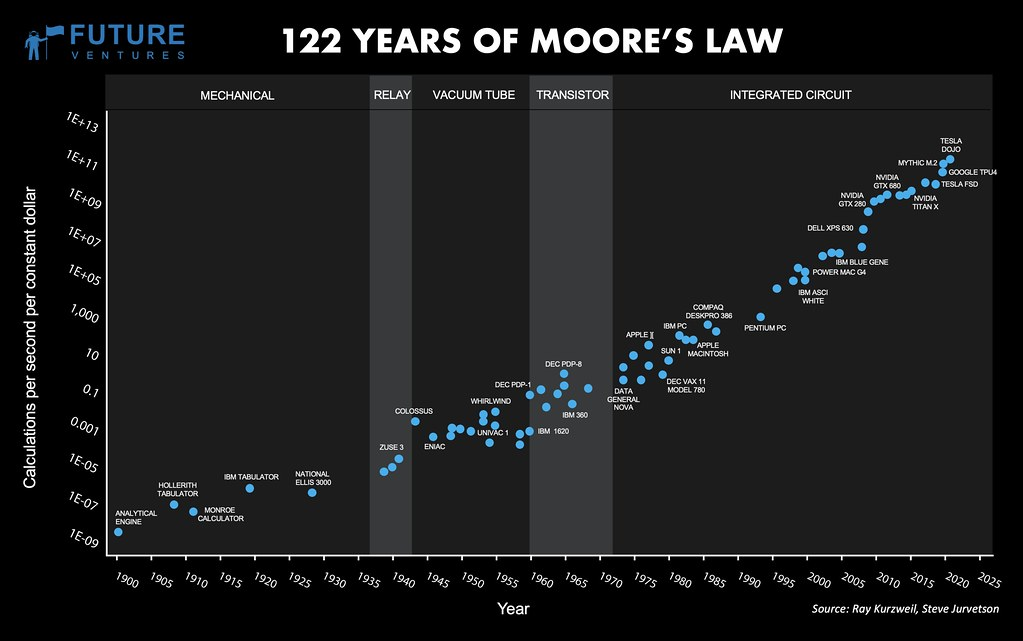 FUTURE
VENTURES
122 YEARS OF MOORE'S LAW
MECHANICAL
RELAY
VACUUM TUBE
TRANSISTOR
INTEGRATED CIRCUIT
Calculations per second per constant dollar
1E+13
1E+11
1E+09
1E+07
1E+05
1,000
10
0.1
0.001
1E-05
1E-07
1E-09
ANALYTICAL
ENGINE
HOLLERITH
TABULATOR
MONROE
CALCULATOR
IBM TABULATOR
NATIONAL
ELLIS 3000
ZUSE 3
COLOSSUS
ENIAC
WHIRLWIND
UNIVAC 1
DEC PDP-1
IBM 1620
DEC PDP-8
IBM 360
DATA
GENERAL
NOVA
APPLE ][
SUN 1
DEC VAX 11
MODEL 780
IBM PC
COMPAQ
DESKPRO 386
APPLE
MACINTOSH
PENTIUM PC
IBM ASCI
WHITE
POWER MAC G4
IBM BLUE GENE
DELL XPS 630
NVIDIA
GTX 280
NVIDIA
GTX 680
NVIDIA
TITAN X
MYTHIC M.2
TESLA
DOJO
GOOGLE TPU4
TESLA FSD
1900
1905
1910
1915
1920
1925
1930
1935
1940
1945
1950
1955
1960
1965
1970
1975
1980
1985
1990
1995
2000
2005
2010
2015
2020
2025
Year
Source: Ray Kurzweil, Steve Jurvetson